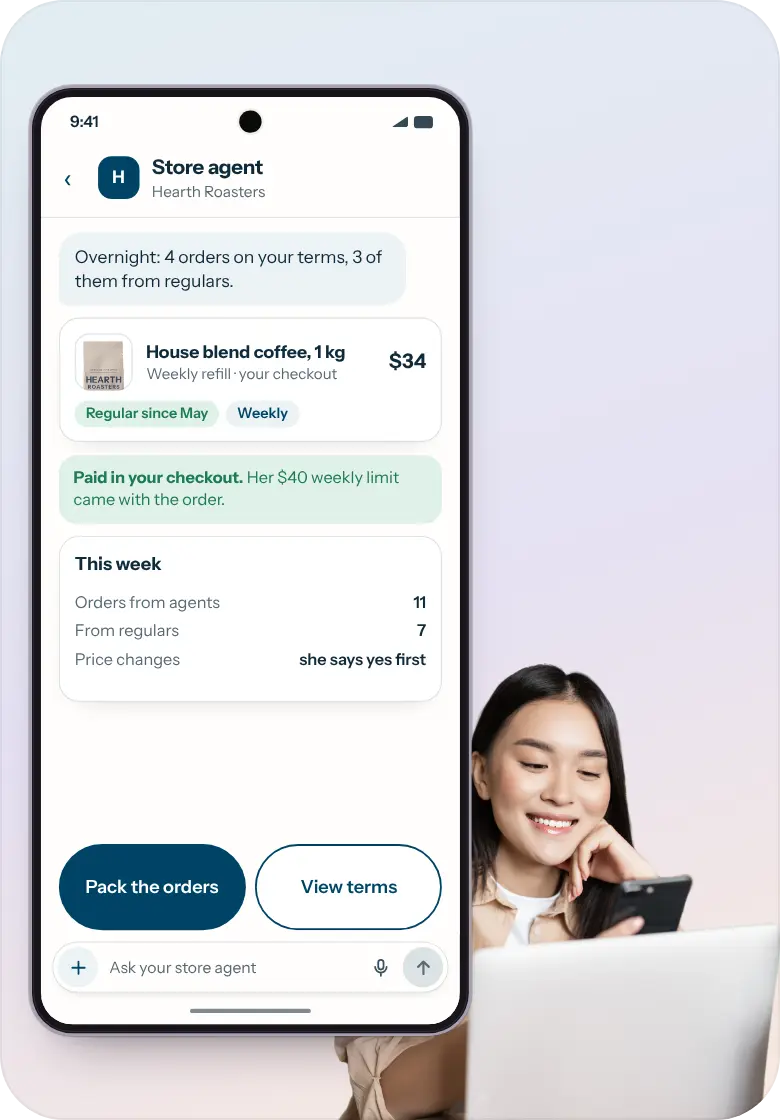 9:41
H
Store agent
Hearth Roasters
Overnight: 4 orders on your terms, 3 of
them from regulars.
House blend coffee, 1 kg
Weekly refill · your checkout
$34
HEARTH
ROASTERS
Regular since May
Weekly
Paid in your checkout. Her $40 weekly limit
came with the order.
This week
Orders from agents 11
From regulars 7
Price changes she says yes first
Pack the orders
View terms
Ask your store agent